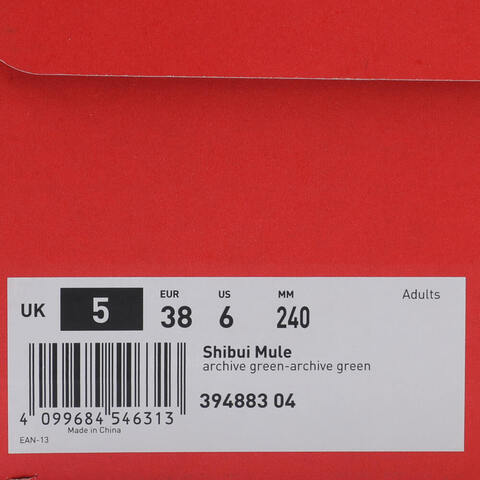 UK 5 EUR 38 US 6 MM 240 Adults
Shibui Mule
archive green-archive green
394883 04
4 099684 546313
Made in China
EAN-13